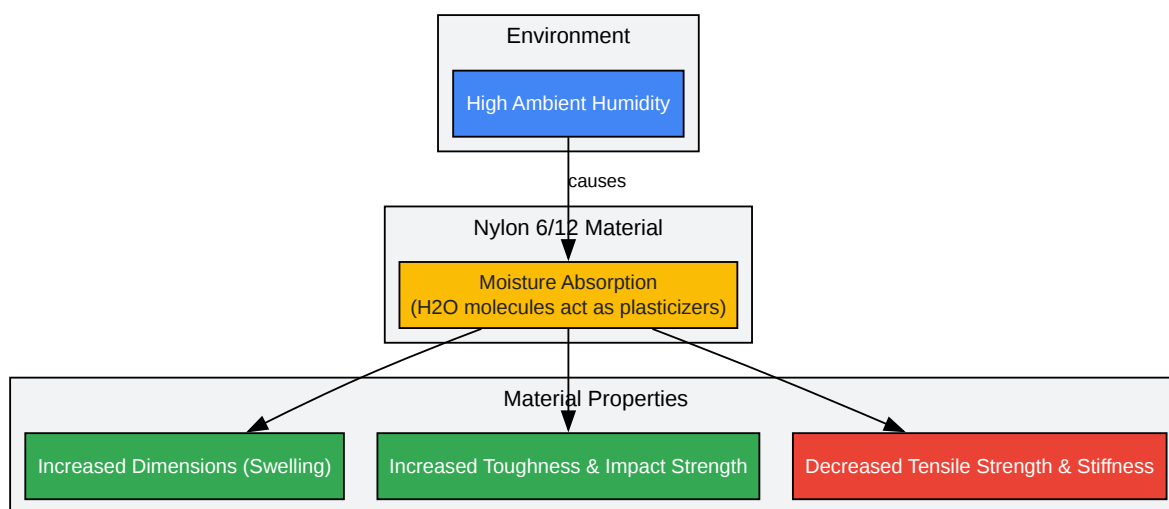 Environment
High Ambient Humidity
causes
Nylon 6/12 Material
Moisture Absorption
(H2O molecules act as plasticizers)
Material Properties
Increased Dimensions (Swelling)
Increased Toughness & Impact Strength
Decreased Tensile Strength & Stiffness